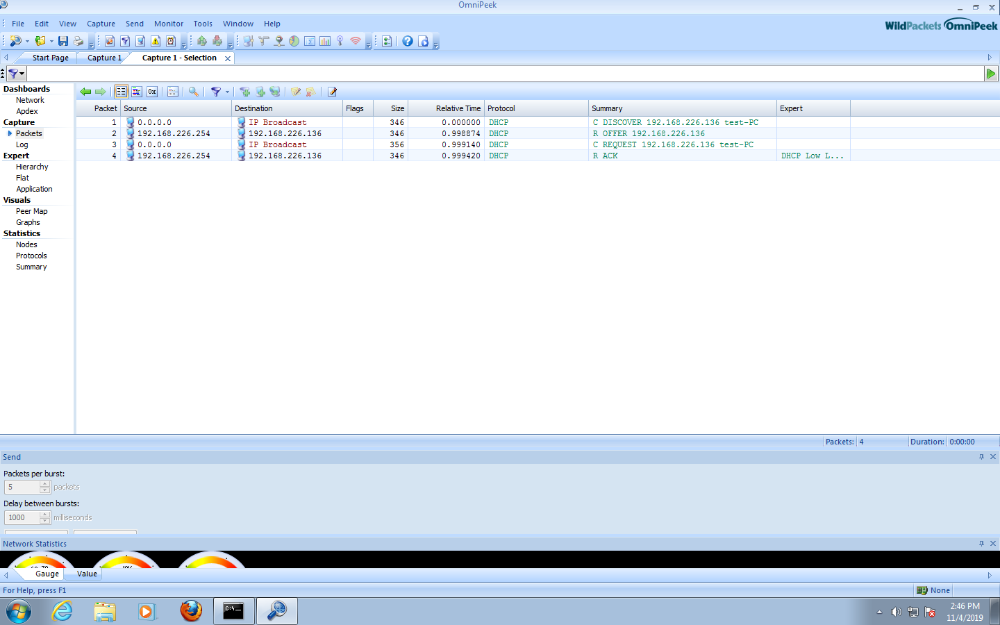 OmniPeek
File Edit View Capture Send Monitor Tools Window Help
WildPackets OmniPeek
Start Page Capture 1 Capture 1 - Selection
Dashboards
Network
Apdex
Capture
Packets
Log
Expert
Hierarchy
Flat
Application
Visuals
Peer Map
Graphs
Statistics
Nodes
Protocols
Summary
0x
Packet Source Destination Flags Size Relative Time Protocol Summary Expert
1 0.0.0.0 IP Broadcast 346 0.000000 DHCP C DISCOVER 192.168.226.136 test-PC
2 192.168.226.254 192.168.226.136 346 0.998874 DHCP R OFFER 192.168.226.136
3 0.0.0.0 IP Broadcast 356 0.999140 DHCP C REQUEST 192.168.226.136 test-PC
4 192.168.226.254 192.168.226.136 346 0.999420 DHCP R ACK DHCP Low L...
Packets: 4 Duration: 0:00:00
Send
Packets per burst:
5 packets
Delay between bursts:
1000 milliseconds
Network Statistics
Gauge Value
For Help, press F1
None
C:\
2:46 PM
11/4/2019